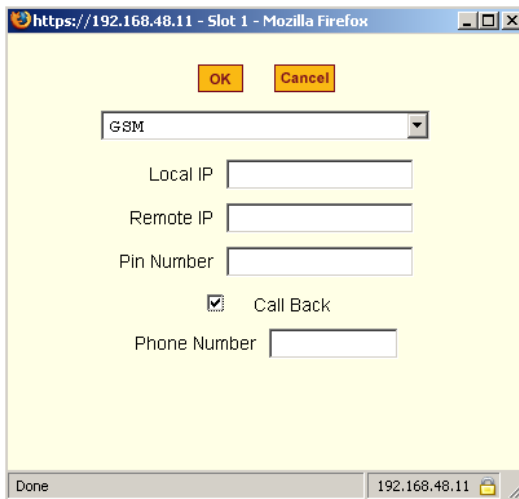 https://192.168.48.11 - Slot 1 - Mozilla Firefox
OK Cancel
GSM
Local IP
Remote IP
Pin Number
Call Back
Phone Number
Done 192.168.48.11